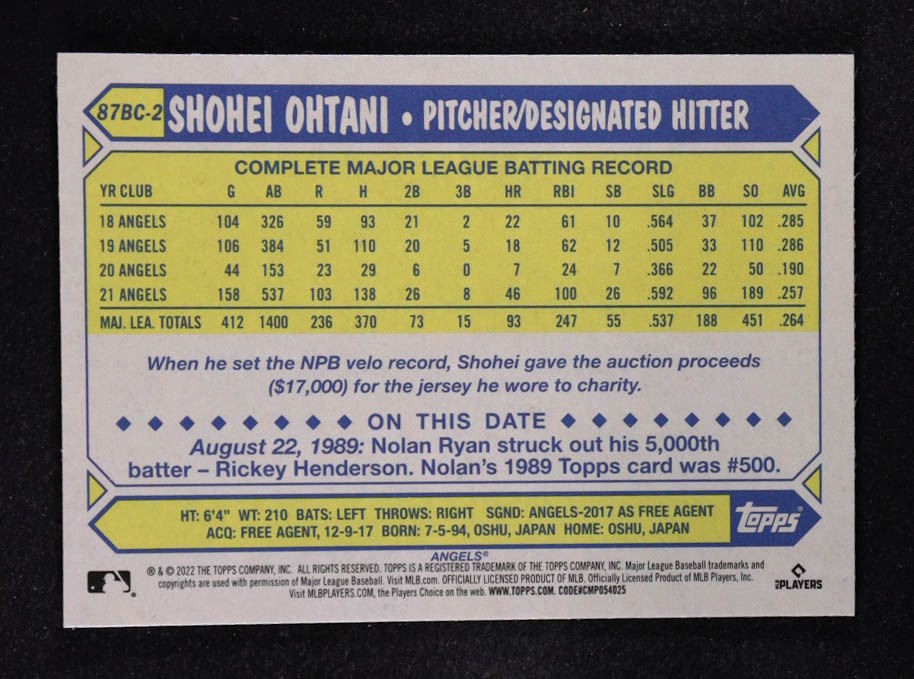 87BC-2 SHOHEI OHTANI • PITCHER/DESIGNATED HITTER
COMPLETE MAJOR LEAGUE BATTING RECORD
YR CLUB G AB R H 2B 3B HR RBI SB SLG BB SO AVG
18 ANGELS 104 326 59 93 21 2 22 61 10 .564 37 102 .285
19 ANGELS 106 384 51 110 20 5 18 62 12 .505 33 110 .286
20 ANGELS 44 153 23 29 6 0 7 24 7 .366 22 50 .190
21 ANGELS 158 537 103 138 26 8 46 100 26 .592 96 189 .257
MAJ. LEA. TOTALS 412 1400 236 370 73 15 93 247 55 .537 188 451 .264
When he set the NPB velo record, Shohei gave the auction proceeds
($17,000) for the jersey he wore to charity.
ON THIS DATE
August 22, 1989: Nolan Ryan struck out his 5,000th
batter – Rickey Henderson. Nolan's 1989 Topps card was #500.
HT: 6'4" WT: 210 BATS: LEFT THROWS: RIGHT SGND: ANGELS-2017 AS FREE AGENT
ACQ: FREE AGENT, 12-9-17 BORN: 7-5-94, OSHU, JAPAN HOME: OSHU, JAPAN
Topps®
ANGELS®
® & © 2022 THE TOPPS COMPANY, INC. ALL RIGHTS RESERVED. TOPPS IS A REGISTERED TRADEMARK OF THE TOPPS COMPANY, INC. Major League Baseball trademarks and
copyrights are used with permission of Major League Baseball. Visit MLB.com. OFFICIALLY LICENSED PRODUCT OF MLB. Officially Licensed Product of MLB Players, Inc.
Visit MLBPLAYERS.COM, the Players Choice on the web. WWW.TOPPS.COM. CODE#CMP054025
MLB PLAYERS